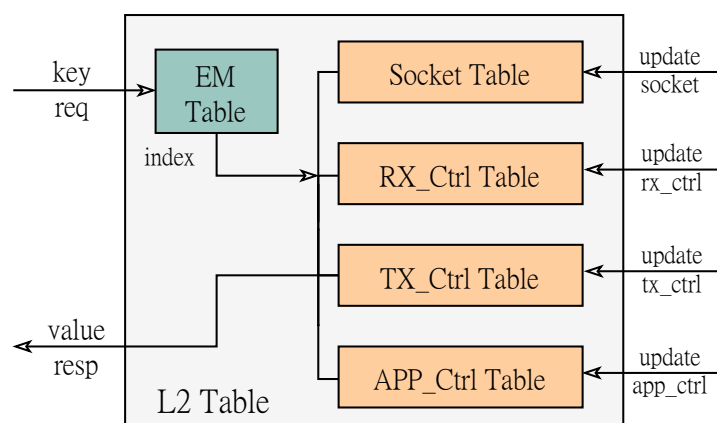 key
req
EM
Table
index
Socket Table
update
socket
RX_Ctrl Table
update
rx_ctrl
TX_Ctrl Table
update
tx_ctrl
value
resp
APP_Ctrl Table
update
app_ctrl
L2 Table